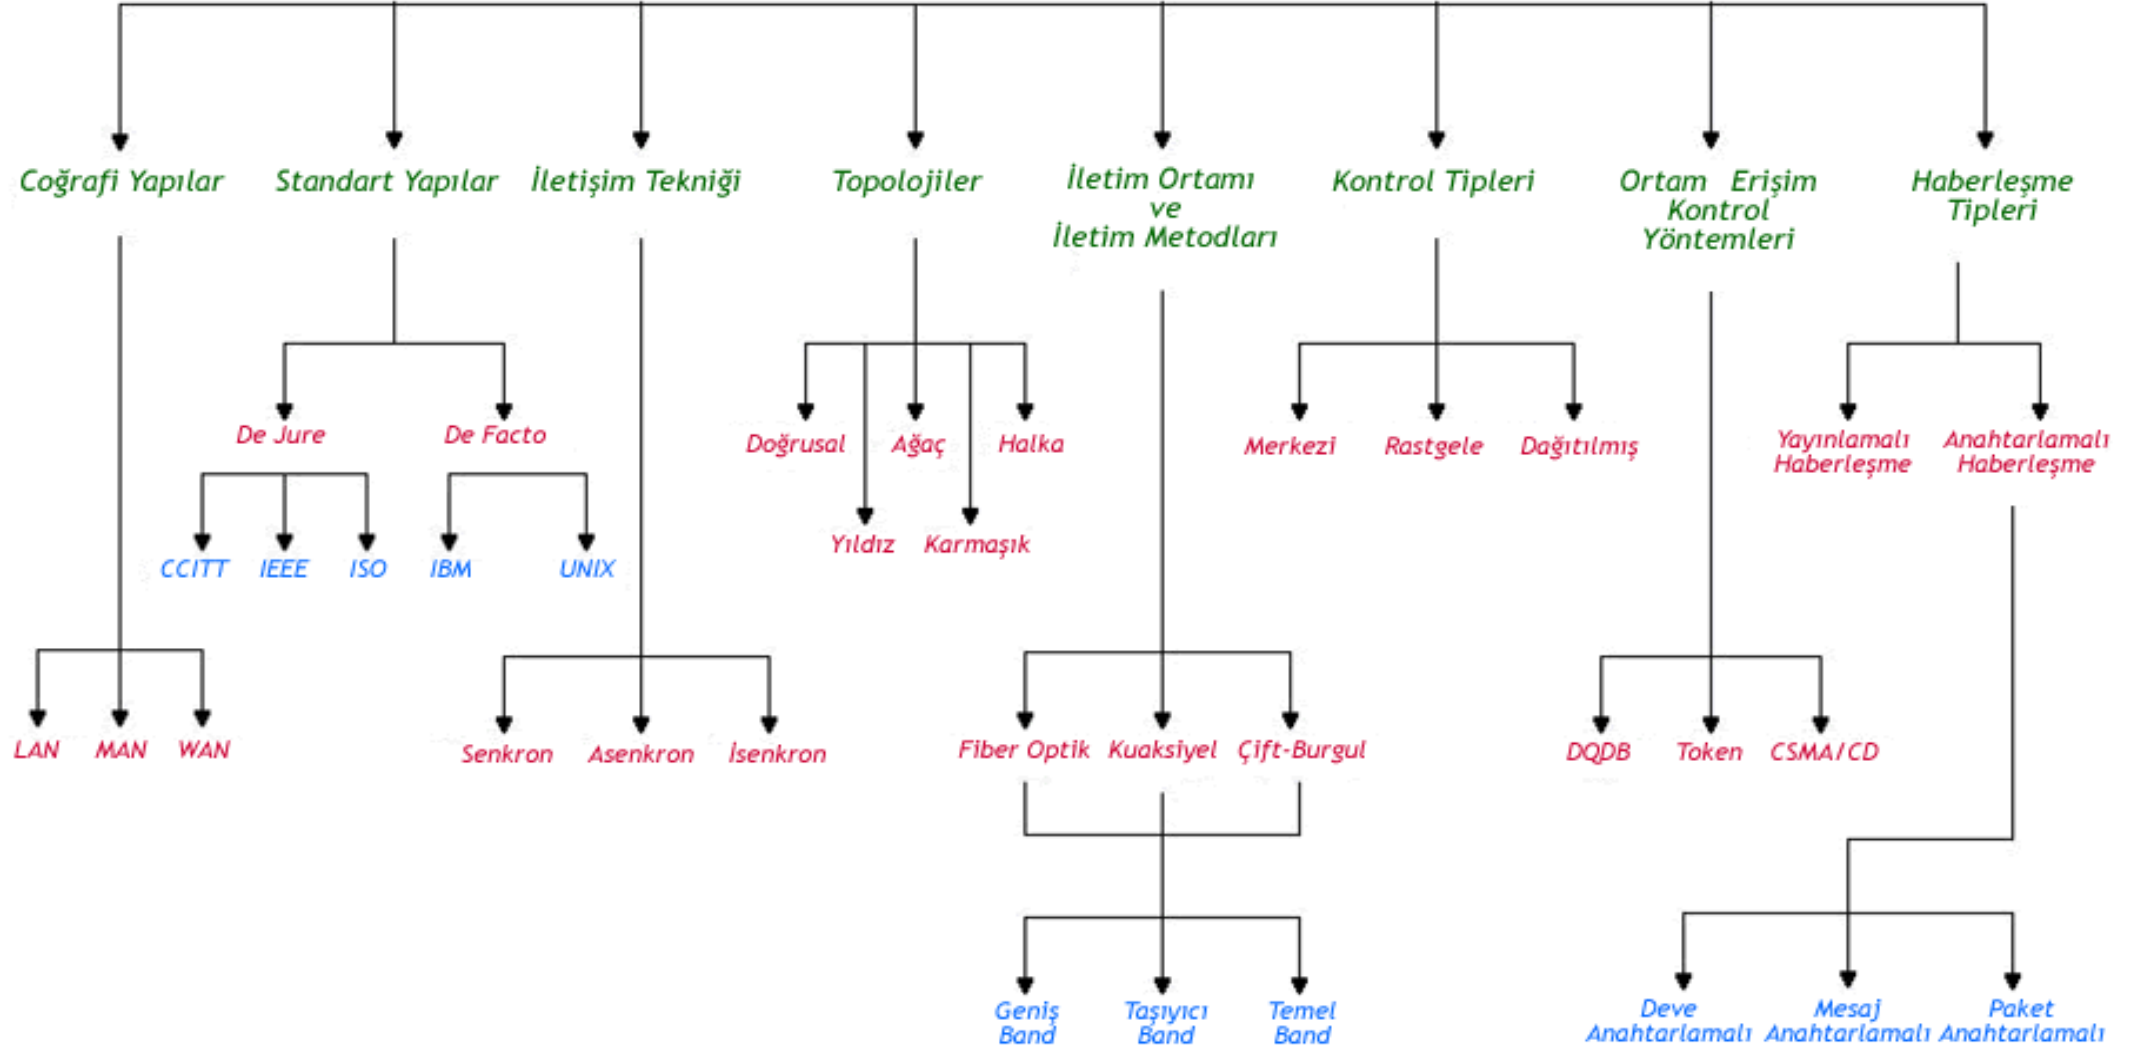 Coğrafi Yapılar
Standart Yapılar
İletişim Tekniği
Topolojiler
İletim Ortamı
ve
İletim Metodları
Kontrol Tipleri
Ortam Erişim
Kontrol
Yöntemleri
Haberleşme
Tipleri
De Jure
De Facto
Doğrusal
Ağaç
Halka
Merkezi
Rastgele
Dağıtılmış
Yayınlamalı
Haberleşme
Anahtarlamalı
Haberleşme
Yıldız
Karmaşık
CCITT
IEEE
ISO
IBM
UNIX
LAN
MAN
WAN
Senkron
Asenkron
İsenkron
Fiber Optik
Kuaksiyel
Çift-Burgul
DQDB
Token
CSMA/CD
Geniş
Band
Taşıyıcı
Band
Temel
Band
Deve
Anahtarlamalı
Mesaj
Anahtarlamalı
Paket
Anahtarlamalı